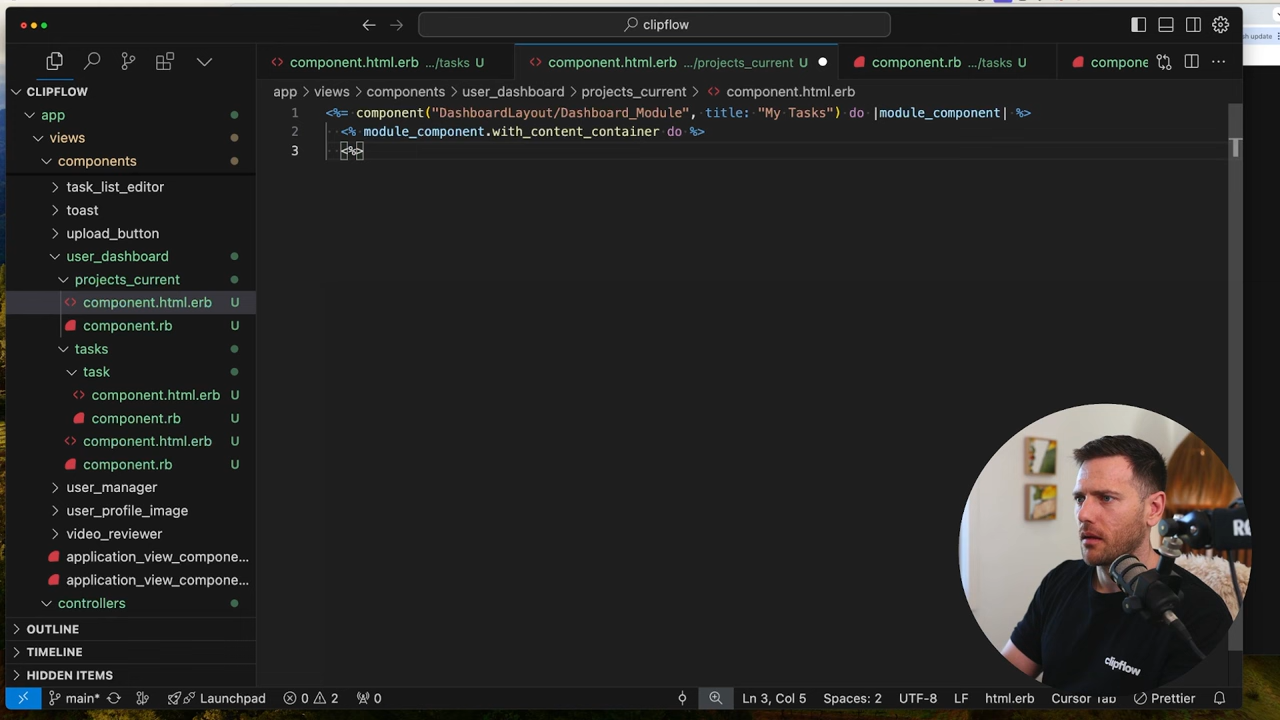 clipflow
sh update
component.html.erb .../tasks U
component.html.erb .../projects_current U
component.rb .../tasks U
compone
CLIPFLOW
app
views
components
task_list_editor
toast
upload_button
user_dashboard
projects_current
component.html.erb U
component.rb U
tasks
task
component.html.erb U
component.rb U
component.html.erb U
component.rb U
user_manager
user_profile_image
video_reviewer
application_view_compone...
application_view_compone...
controllers
OUTLINE
TIMELINE
HIDDEN ITEMS
app > views > components > user_dashboard > projects_current > component.html.erb
1 <%= component("DashboardLayout/Dashboard_Module", title: "My Tasks") do |module_component| %>
2 <% module_component.with_content_container do %>
3 <%>
clipflow
main* Launchpad 0 2 0 Ln 3, Col 5 Spaces: 2 UTF-8 LF html.erb Cursor Tab Prettier